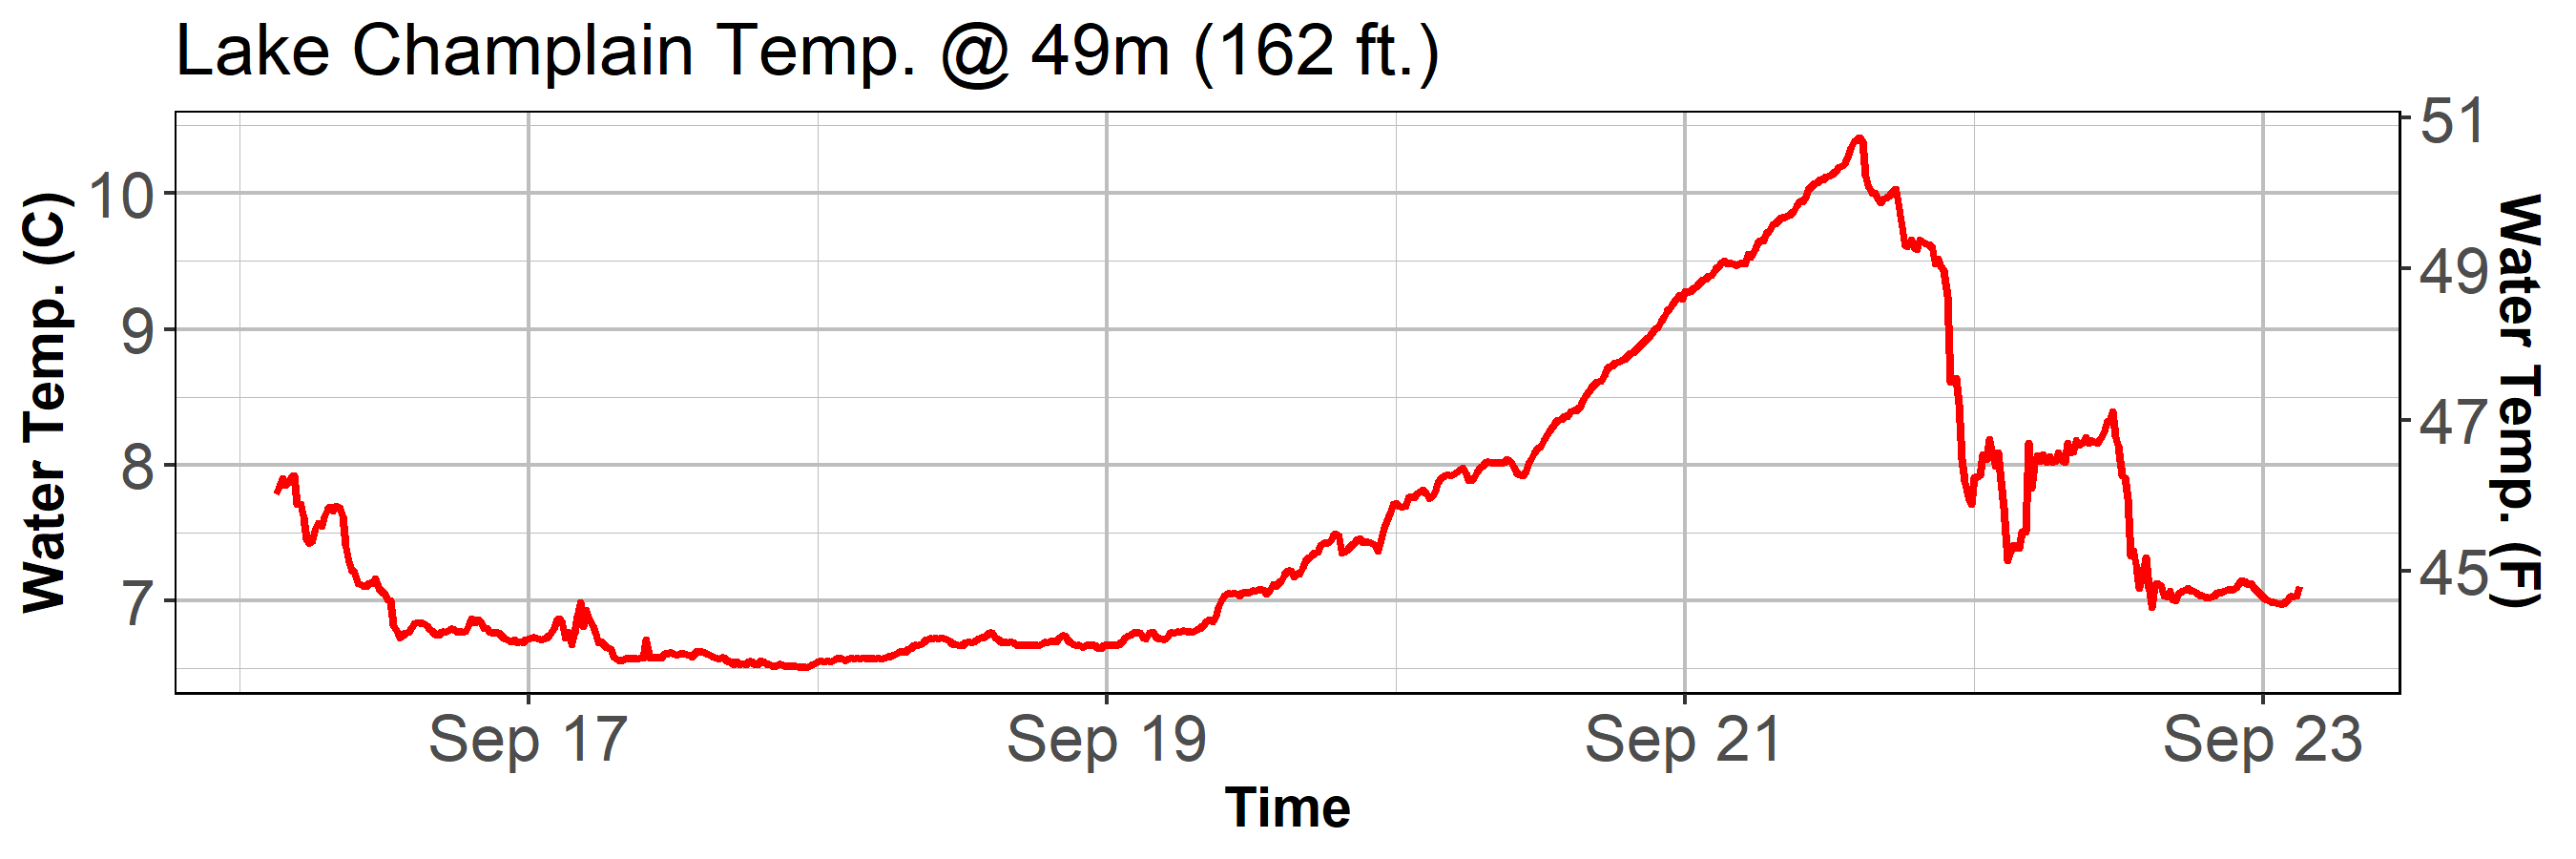 Lake Champlain Temp. @ 49m (162 ft.)
Water Temp. (C)
10
9
8
7
51
49
47
45
Water Temp. (F)
Sep 17
Sep 19
Sep 21
Sep 23
Time